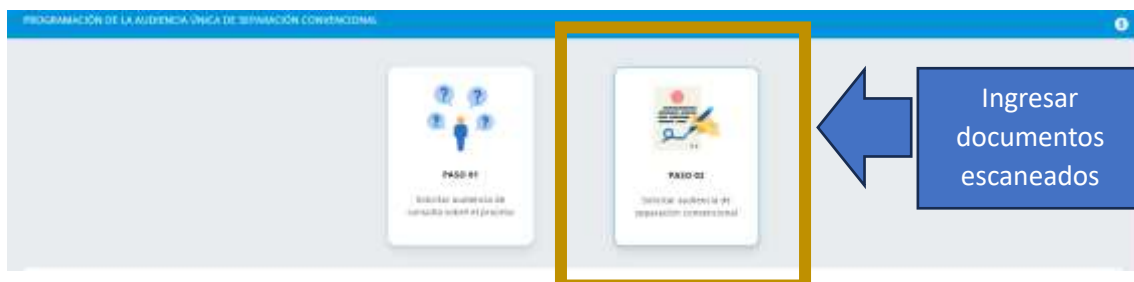 PROGRAMACIÓN DE LA AUDIENCIA ÚNICA DE SEPARACIÓN CONVENCIONAL
PASO 01
Solicitar audiencia de
consulta sobre el proceso
PASO 02
Solicitar audiencia de
separación convencional
Ingresar
documentos
escaneados